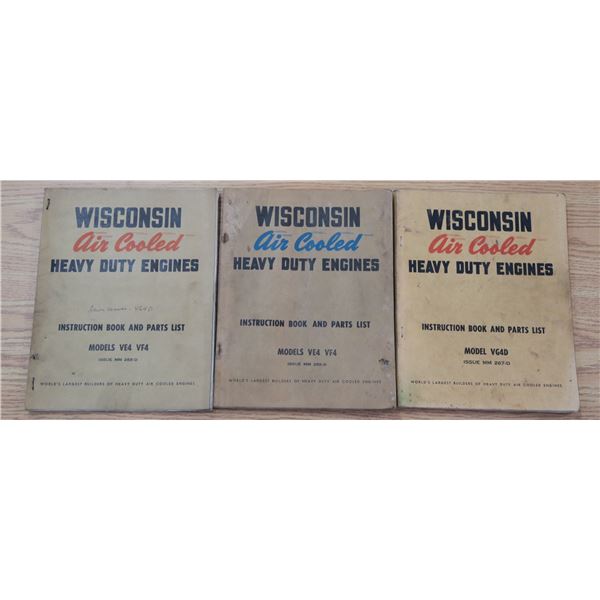 WISCONSIN
Air Cooled
HEAVY DUTY ENGINES
INSTRUCTION BOOK AND PARTS LIST
MODELS VE4 VF4
WORLD'S LARGEST BUILDERS OF HEAVY DUTY AIR COOLED ENGINES
WISCONSIN
Air Cooled
HEAVY DUTY ENGINES
INSTRUCTION BOOK AND PARTS LIST
MODELS VE4 VF4
WORLD'S LARGEST BUILDERS OF HEAVY DUTY AIR COOLED ENGINES
WISCONSIN
Air Cooled
HEAVY DUTY ENGINES
INSTRUCTION BOOK AND PARTS LIST
MODEL VG4D
ISSUE MM 267-D
WORLD'S LARGEST BUILDERS OF HEAVY DUTY AIR COOLED ENGINES